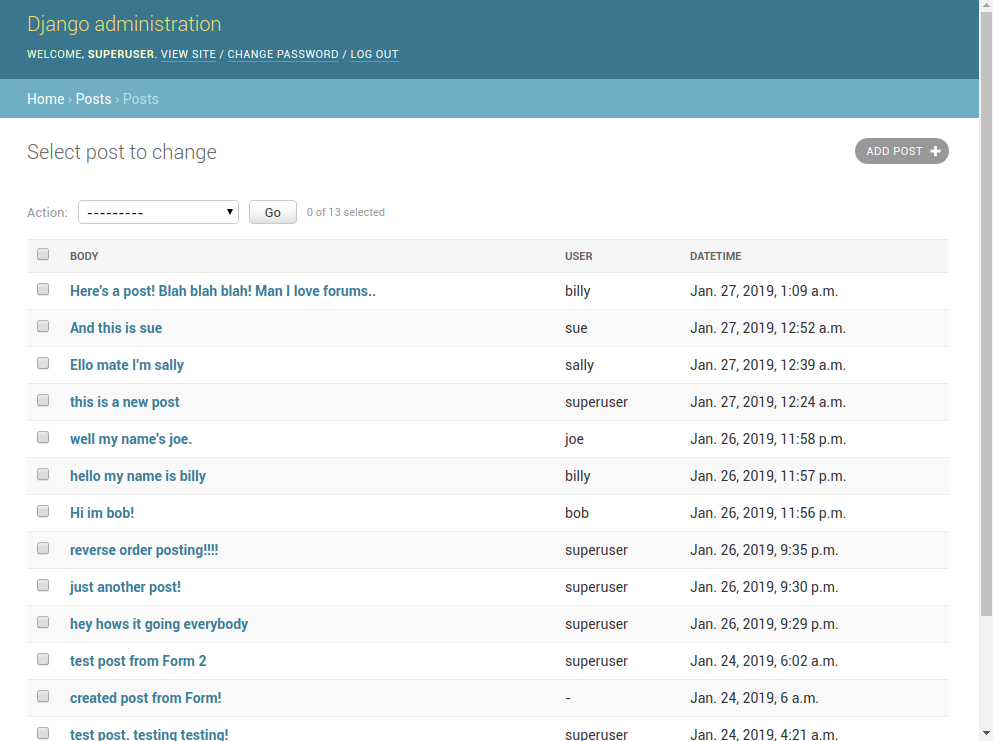 Django administration
WELCOME, SUPERUSER. VIEW SITE / CHANGE PASSWORD / LOG OUT
Home › Posts › Posts
Select post to change
ADD POST +
Action: --------- Go 0 of 13 selected
BODY USER DATETIME
Here's a post! Blah blah blah! Man I love forums.. billy Jan. 27, 2019, 1:09 a.m.
And this is sue sue Jan. 27, 2019, 12:52 a.m.
Ello mate I'm sally sally Jan. 27, 2019, 12:39 a.m.
this is a new post superuser Jan. 27, 2019, 12:24 a.m.
well my name's joe. joe Jan. 26, 2019, 11:58 p.m.
hello my name is billy billy Jan. 26, 2019, 11:57 p.m.
Hi im bob! bob Jan. 26, 2019, 11:56 p.m.
reverse order posting!!!! superuser Jan. 26, 2019, 9:35 p.m.
just another post! superuser Jan. 26, 2019, 9:30 p.m.
hey hows it going everybody superuser Jan. 26, 2019, 9:29 p.m.
test post from Form 2 superuser Jan. 24, 2019, 6:02 a.m.
created post from Form! - Jan. 24, 2019, 6 a.m.
test post. testing testing! superuser Jan. 24, 2019, 4:21 a.m.